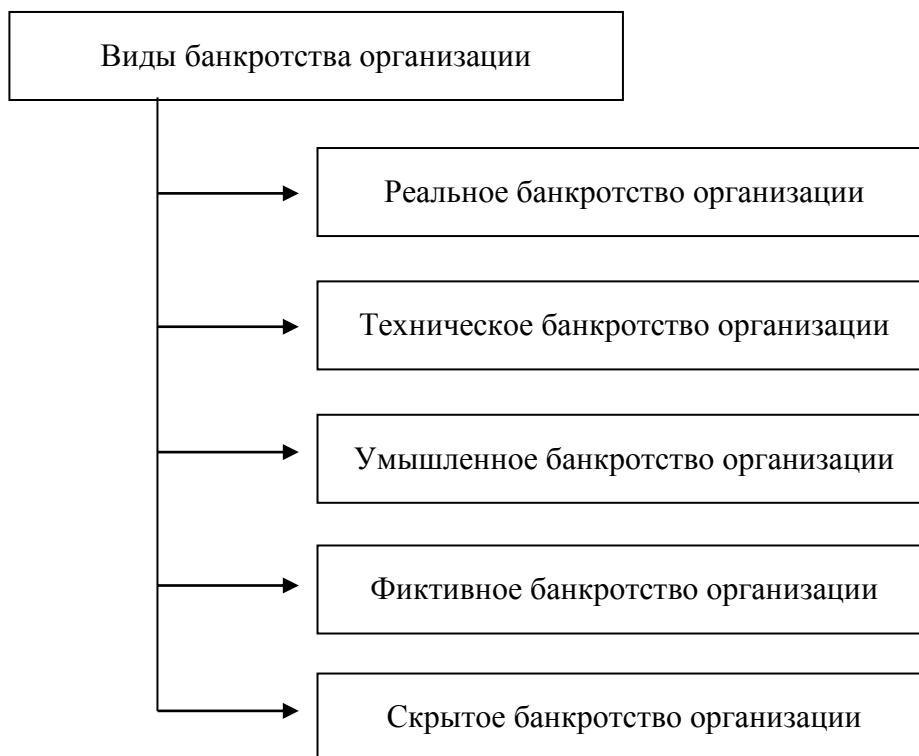 Виды банкротства организации
Реальное банкротство организации
Техническое банкротство организации
Умышленное банкротство организации
Фиктивное банкротство организации
Скрытое банкротство организации